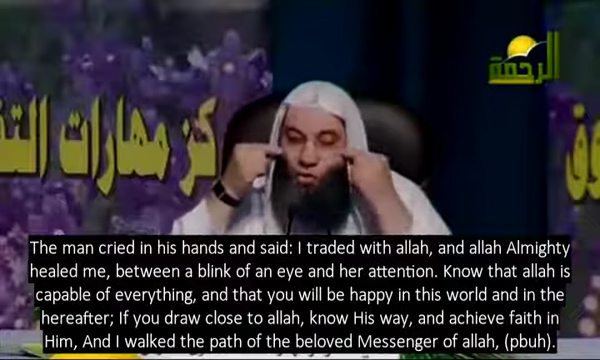 الرحمة
كز مهارات الت
وق
The man cried in his hands and said: I traded with allah, and allah Almighty
healed me, between a blink of an eye and her attention. Know that allah is
capable of everything, and that you will be happy in this world and in the
hereafter; If you draw close to allah, know His way, and achieve faith in
Him, And I walked the path of the beloved Messenger of allah, (pbuh).